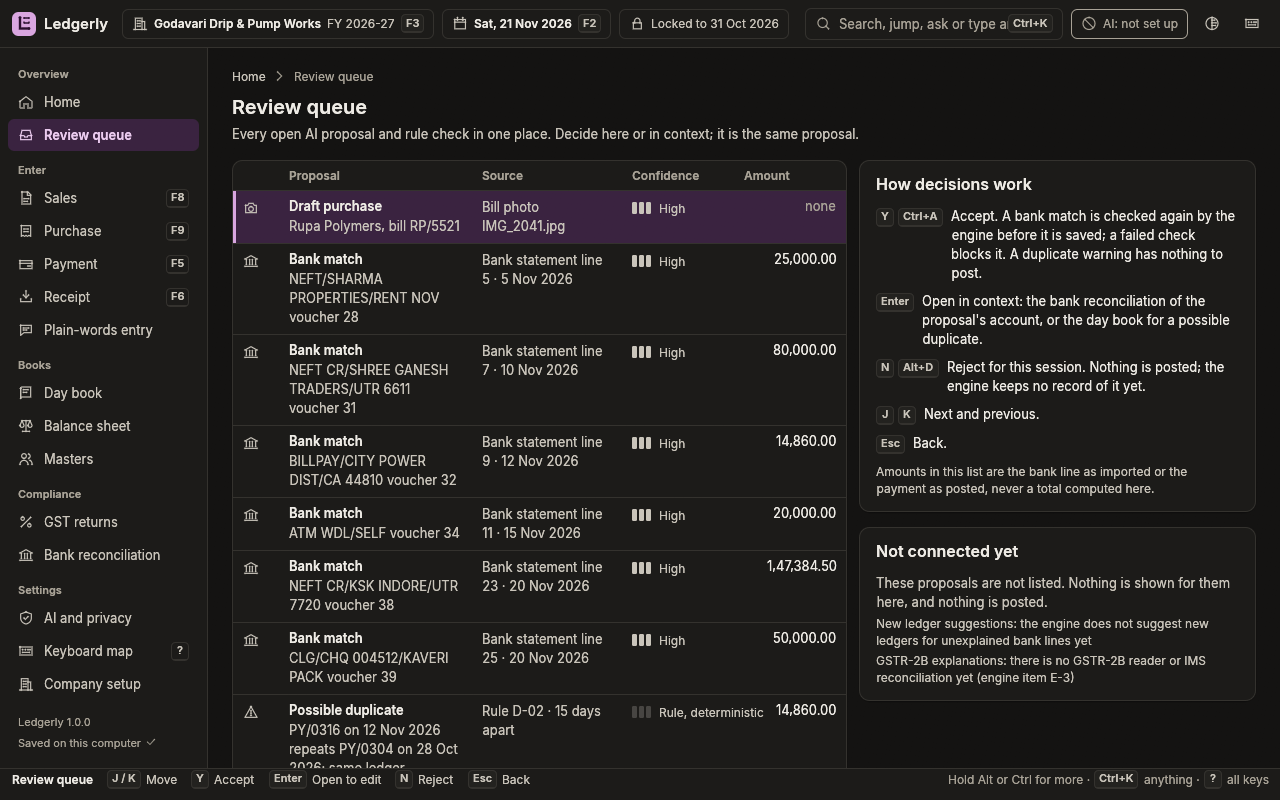 Ledgerly
Godavari Drip & Pump Works FY 2026-27 F3
Sat, 21 Nov 2026 F2
Locked to 31 Oct 2026
Search, jump, ask or type a Ctrl+K
AI: not set up
Overview
Home
Review queue
Enter
Sales F8
Purchase F9
Payment F5
Receipt F6
Plain-words entry
Books
Day book
Balance sheet
Masters
Compliance
GST returns
Bank reconciliation
Settings
AI and privacy
Keyboard map ?
Company setup
Ledgerly 1.0.0
Saved on this computer
Home Review queue
Review queue
Every open AI proposal and rule check in one place. Decide here or in context; it is the same proposal.
Proposal Source Confidence Amount
Draft purchase Bill photo High none
Rupa Polymers, bill RP/5521 IMG_2041.jpg
Bank match Bank statement line High 25,000.00
NEFT/SHARMA 5 · 5 Nov 2026
PROPERTIES/RENT NOV
voucher 28
Bank match Bank statement line High 80,000.00
NEFT CR/SHREE GANESH 7 · 10 Nov 2026
TRADERS/UTR 6611
voucher 31
Bank match Bank statement line High 14,860.00
BILLPAY/CITY POWER 9 · 12 Nov 2026
DIST/CA 44810 voucher 32
Bank match Bank statement line High 20,000.00
ATM WDL/SELF voucher 34 11 · 15 Nov 2026
Bank match Bank statement line High 1,47,384.50
NEFT CR/KSK INDORE/UTR 23 · 20 Nov 2026
7720 voucher 38
Bank match Bank statement line High 50,000.00
CLG/CHQ 004512/KAVERI 25 · 20 Nov 2026
PACK voucher 39
Possible duplicate Rule D-02 · 15 days Rule, deterministic 14,860.00
PY/0316 on 12 Nov 2026 apart
repeats PY/0304 on 28 Oct
2026: same ledger
How decisions work
Y Ctrl+A Accept. A bank match is checked again by the
engine before it is saved; a failed check
blocks it. A duplicate warning has nothing to
post.
Enter Open in context: the bank reconciliation of the
proposal's account, or the day book for a possible
duplicate.
N Alt+D Reject for this session. Nothing is posted; the
engine keeps no record of it yet.
J K Next and previous.
Esc Back.
Amounts in this list are the bank line as imported or the
payment as posted, never a total computed here.
Not connected yet
These proposals are not listed. Nothing is shown for them
here, and nothing is posted.
New ledger suggestions: the engine does not suggest new
ledgers for unexplained bank lines yet
GSTR-2B explanations: there is no GSTR-2B reader or IMS
reconciliation yet (engine item E-3)
Review queue J / K Move Y Accept Enter Open to edit N Reject Esc Back
Hold Alt or Ctrl for more · Ctrl+K anything · ? all keys